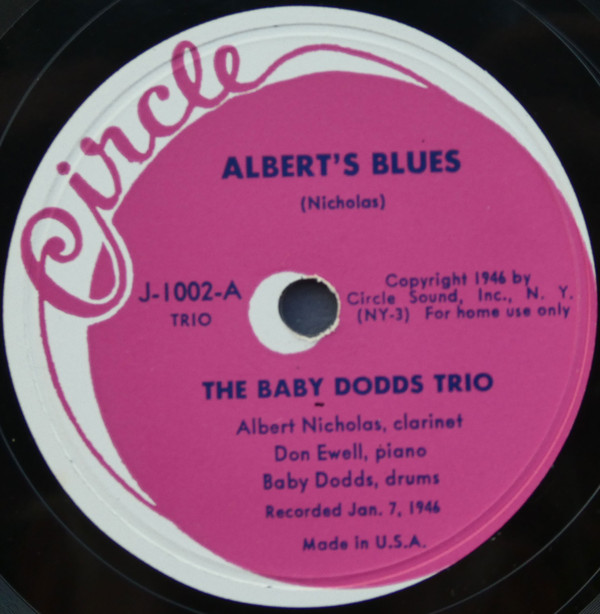 Circle
ALBERT'S BLUES
(Nicholas)
J-1002-A
TRIO
Copyright 1946 by
Circle Sound, Inc., N. Y.
(NY-3) For home use only
THE BABY DODDS TRIO
Albert Nicholas, clarinet
Don Ewell, piano
Baby Dodds, drums
Recorded Jan. 7, 1946
Made in U.S.A.